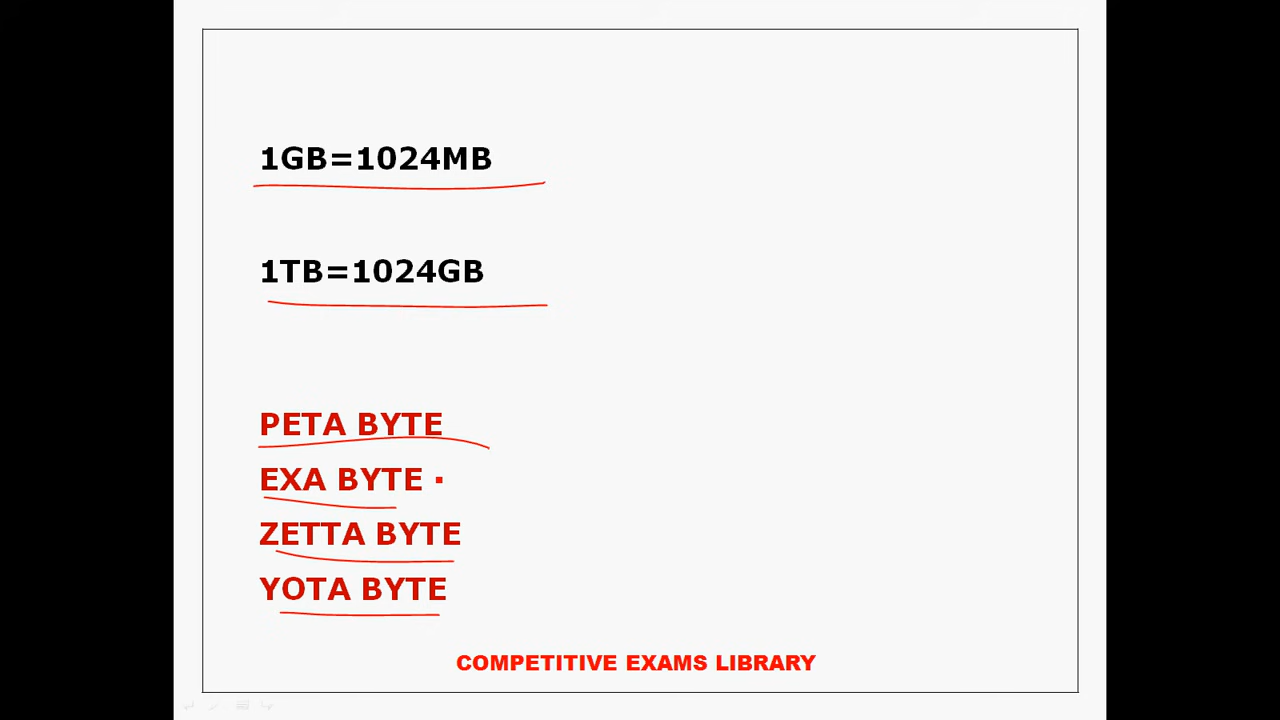 1GB=1024MB
1TB=1024GB
PETA BYTE
EXA BYTE
ZETTA BYTE
YOTA BYTE
COMPETITIVE EXAMS LIBRARY